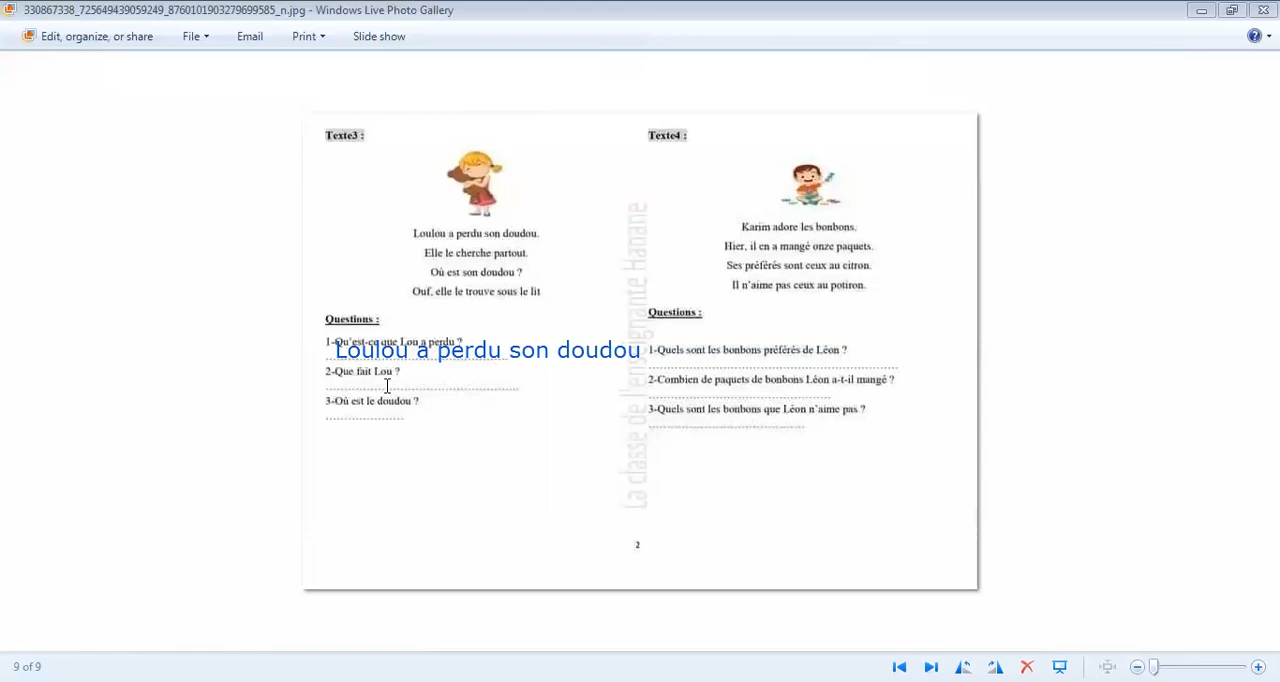 330867338_725649439059249_8760101903279699585_n.jpg - Windows Live Photo Gallery
Edit, organize, or share
File
Email
Print
Slide show
Texte3 :
Loulou a perdu son doudou.
Elle le cherche partout.
Où est son doudou ?
Ouf, elle le trouve sous le lit
Questions :
1-Qu'est-ce que Lou a perdu ?
Loulou a perdu son doudou
2-Que fait Lou ?
3-Où est le doudou ?
La classe de l'enseignante Hanane
Texte4 :
Karim adore les bonbons.
Hier, il en a mangé onze paquets.
Ses préférés sont ceux au citron.
Il n'aime pas ceux au potiron.
Questions :
1-Quels sont les bonbons préférés de Léon ?
2-Combien de paquets de bonbons Léon a-t-il mangé ?
3-Quels sont les bonbons que Léon n'aime pas ?
2
9 of 9